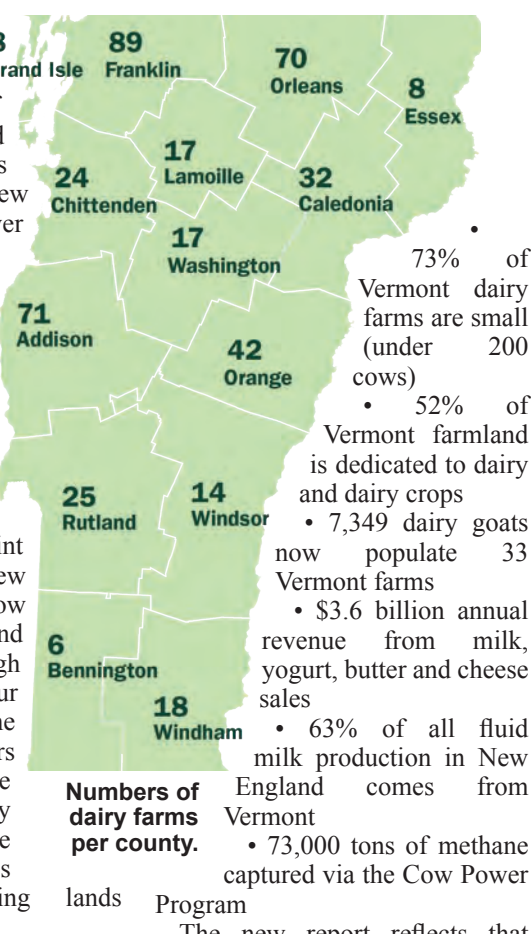 89
Franklin
70
Orleans
8
Essex
rand Isle
17
Lamoille
24
Chittenden
32
Caledonia
17
Washington
71
Addison
42
Orange
25
Rutland
14
Windsor
6
Bennington
18
Windham
Numbers of
dairy farms
per county.
•
73% of
Vermont dairy
farms are small
(under 200
cows)
• 52% of
Vermont farmland
is dedicated to dairy
and dairy crops
• 7,349 dairy goats
now populate 33
Vermont farms
• $3.6 billion annual
revenue from milk,
yogurt, butter and cheese
sales
• 63% of all fluid
milk production in New
England comes from
Vermont
• 73,000 tons of methane
captured via the Cow Power
Program
The new report reflects that
lands